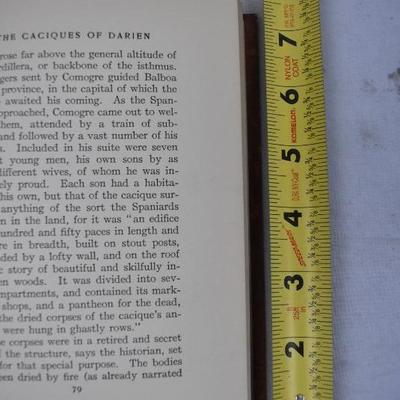 THE CACIQUES OF DARIEN
rose far above the general altitude of
rdillera, or backbone of the isthmus.
gers sent by Comogre guided Balboa
province, in the capital of which the
awaited his coming. As the Span-
approached, Comogre came out to wel-
them, attended by a train of sub-
and followed by a vast number of his
s. Included in his suite were seven
t young men, his own sons by as
different wives, of whom he was in-
ely proud. Each son had a habita-
his own, but that of the cacique sur-
anything of the sort the Spaniards
en in the land, for it was "an edifice
hundred and fifty paces in length and
re in breadth, built on stout posts,
ded by a lofty wall, and on the roof
c story of beautiful and skilfully in-
en woods. It was divided into sev-
mpartments, and contained its mark-
shops, and a pantheon for the dead,
the dried corpses of the cacique's an-
were hung in ghastly rows."
e corpses were in a retired and secret
f the structure, says the historian, set
for that special purpose. The bodies
een dried by fire (as already narrated
79
7
NYLON
COAT
6
KOMELON
5
4
3
2